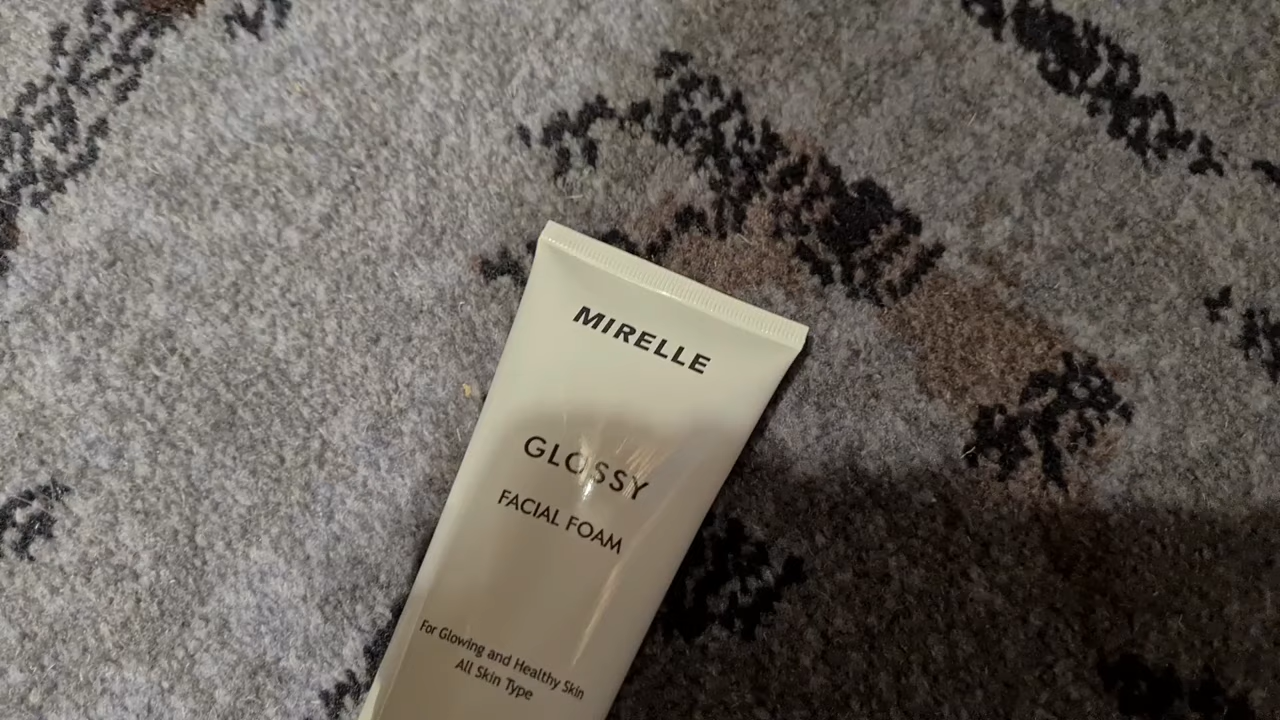 MIRELLE
GLOSSY
FACIAL FOAM
For Glowing and Healthy Skin
All Skin Type